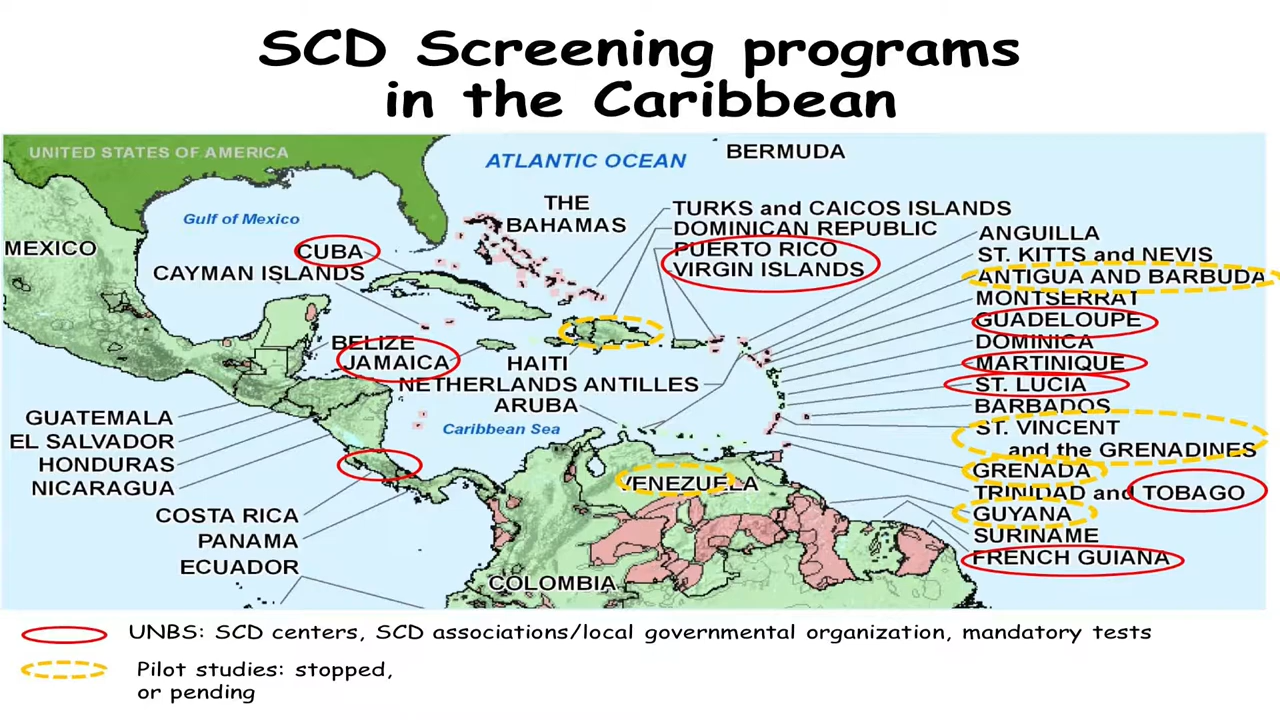 SCD Screening programs
in the Caribbean
UNITED STATES OF AMERICA
ATLANTIC OCEAN
BERMUDA
Gulf of Mexico
THE
BAHAMAS
MEXICO
CUBA
CAYMAN ISLANDS
TURKS and CAICOS ISLANDS
DOMINICAN REPUBLIC
PUERTO RICO
VIRGIN ISLANDS
ANGUILLA
ST. KITTS and NEVIS
ANTIGUA AND BARBUDA
MONTSERRAT
GUADELOUPE
DOMINICA
MARTINIQUE
ST. LUCIA
BARBADOS
ST. VINCENT
and the GRENADINES
GRENADA
TRINIDAD and TOBAGO
GUYANA
SURINAME
FRENCH GUIANA
BELIZE
JAMAICA
HAITI
NETHERLANDS ANTILLES
ARUBA
Caribbean Sea
GUATEMALA
EL SALVADOR
HONDURAS
NICARAGUA
COSTA RICA
PANAMA
ECUADOR
VENEZUELA
COLOMBIA
UNBS: SCD centers, SCD associations/local governmental organization, mandatory tests
Pilot studies: stopped,
or pending